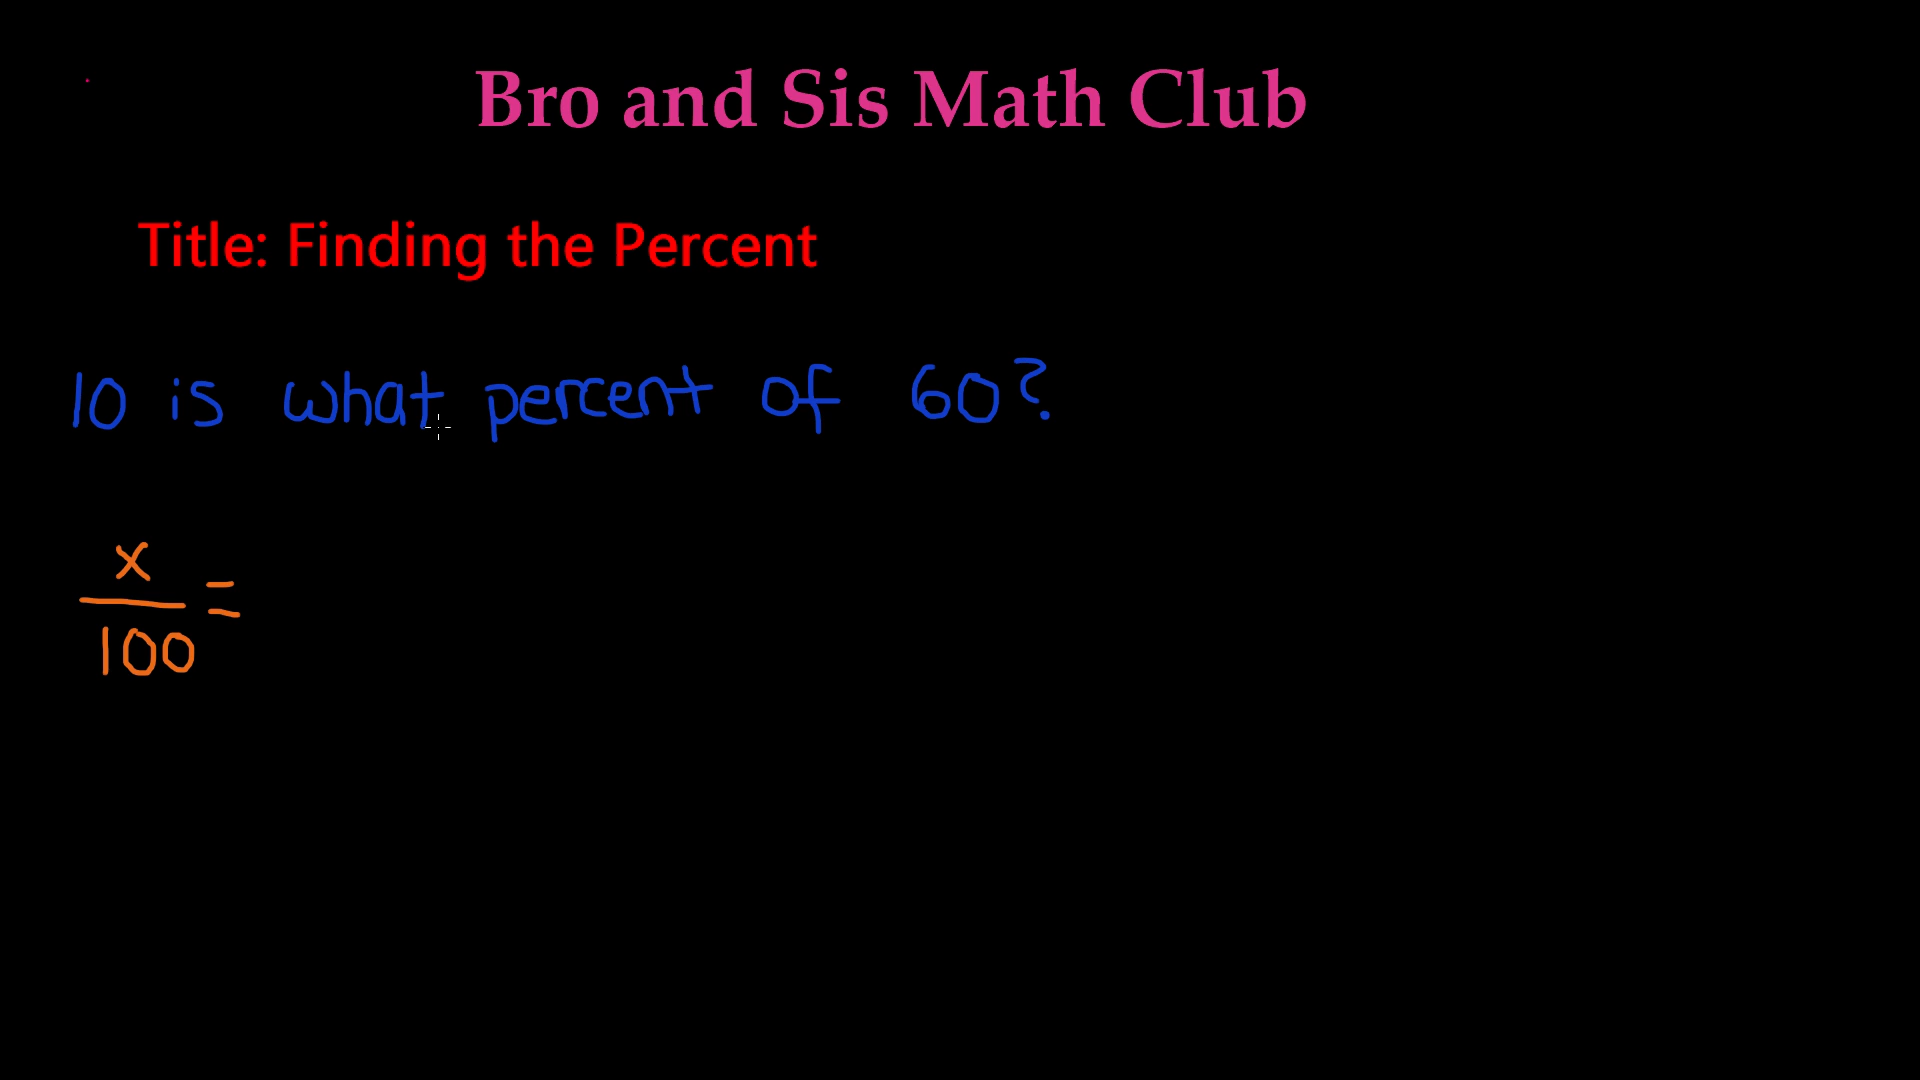 Bro and Sis Math Club
Title: Finding the Percent
10 is what percent of 60?
x
100
=